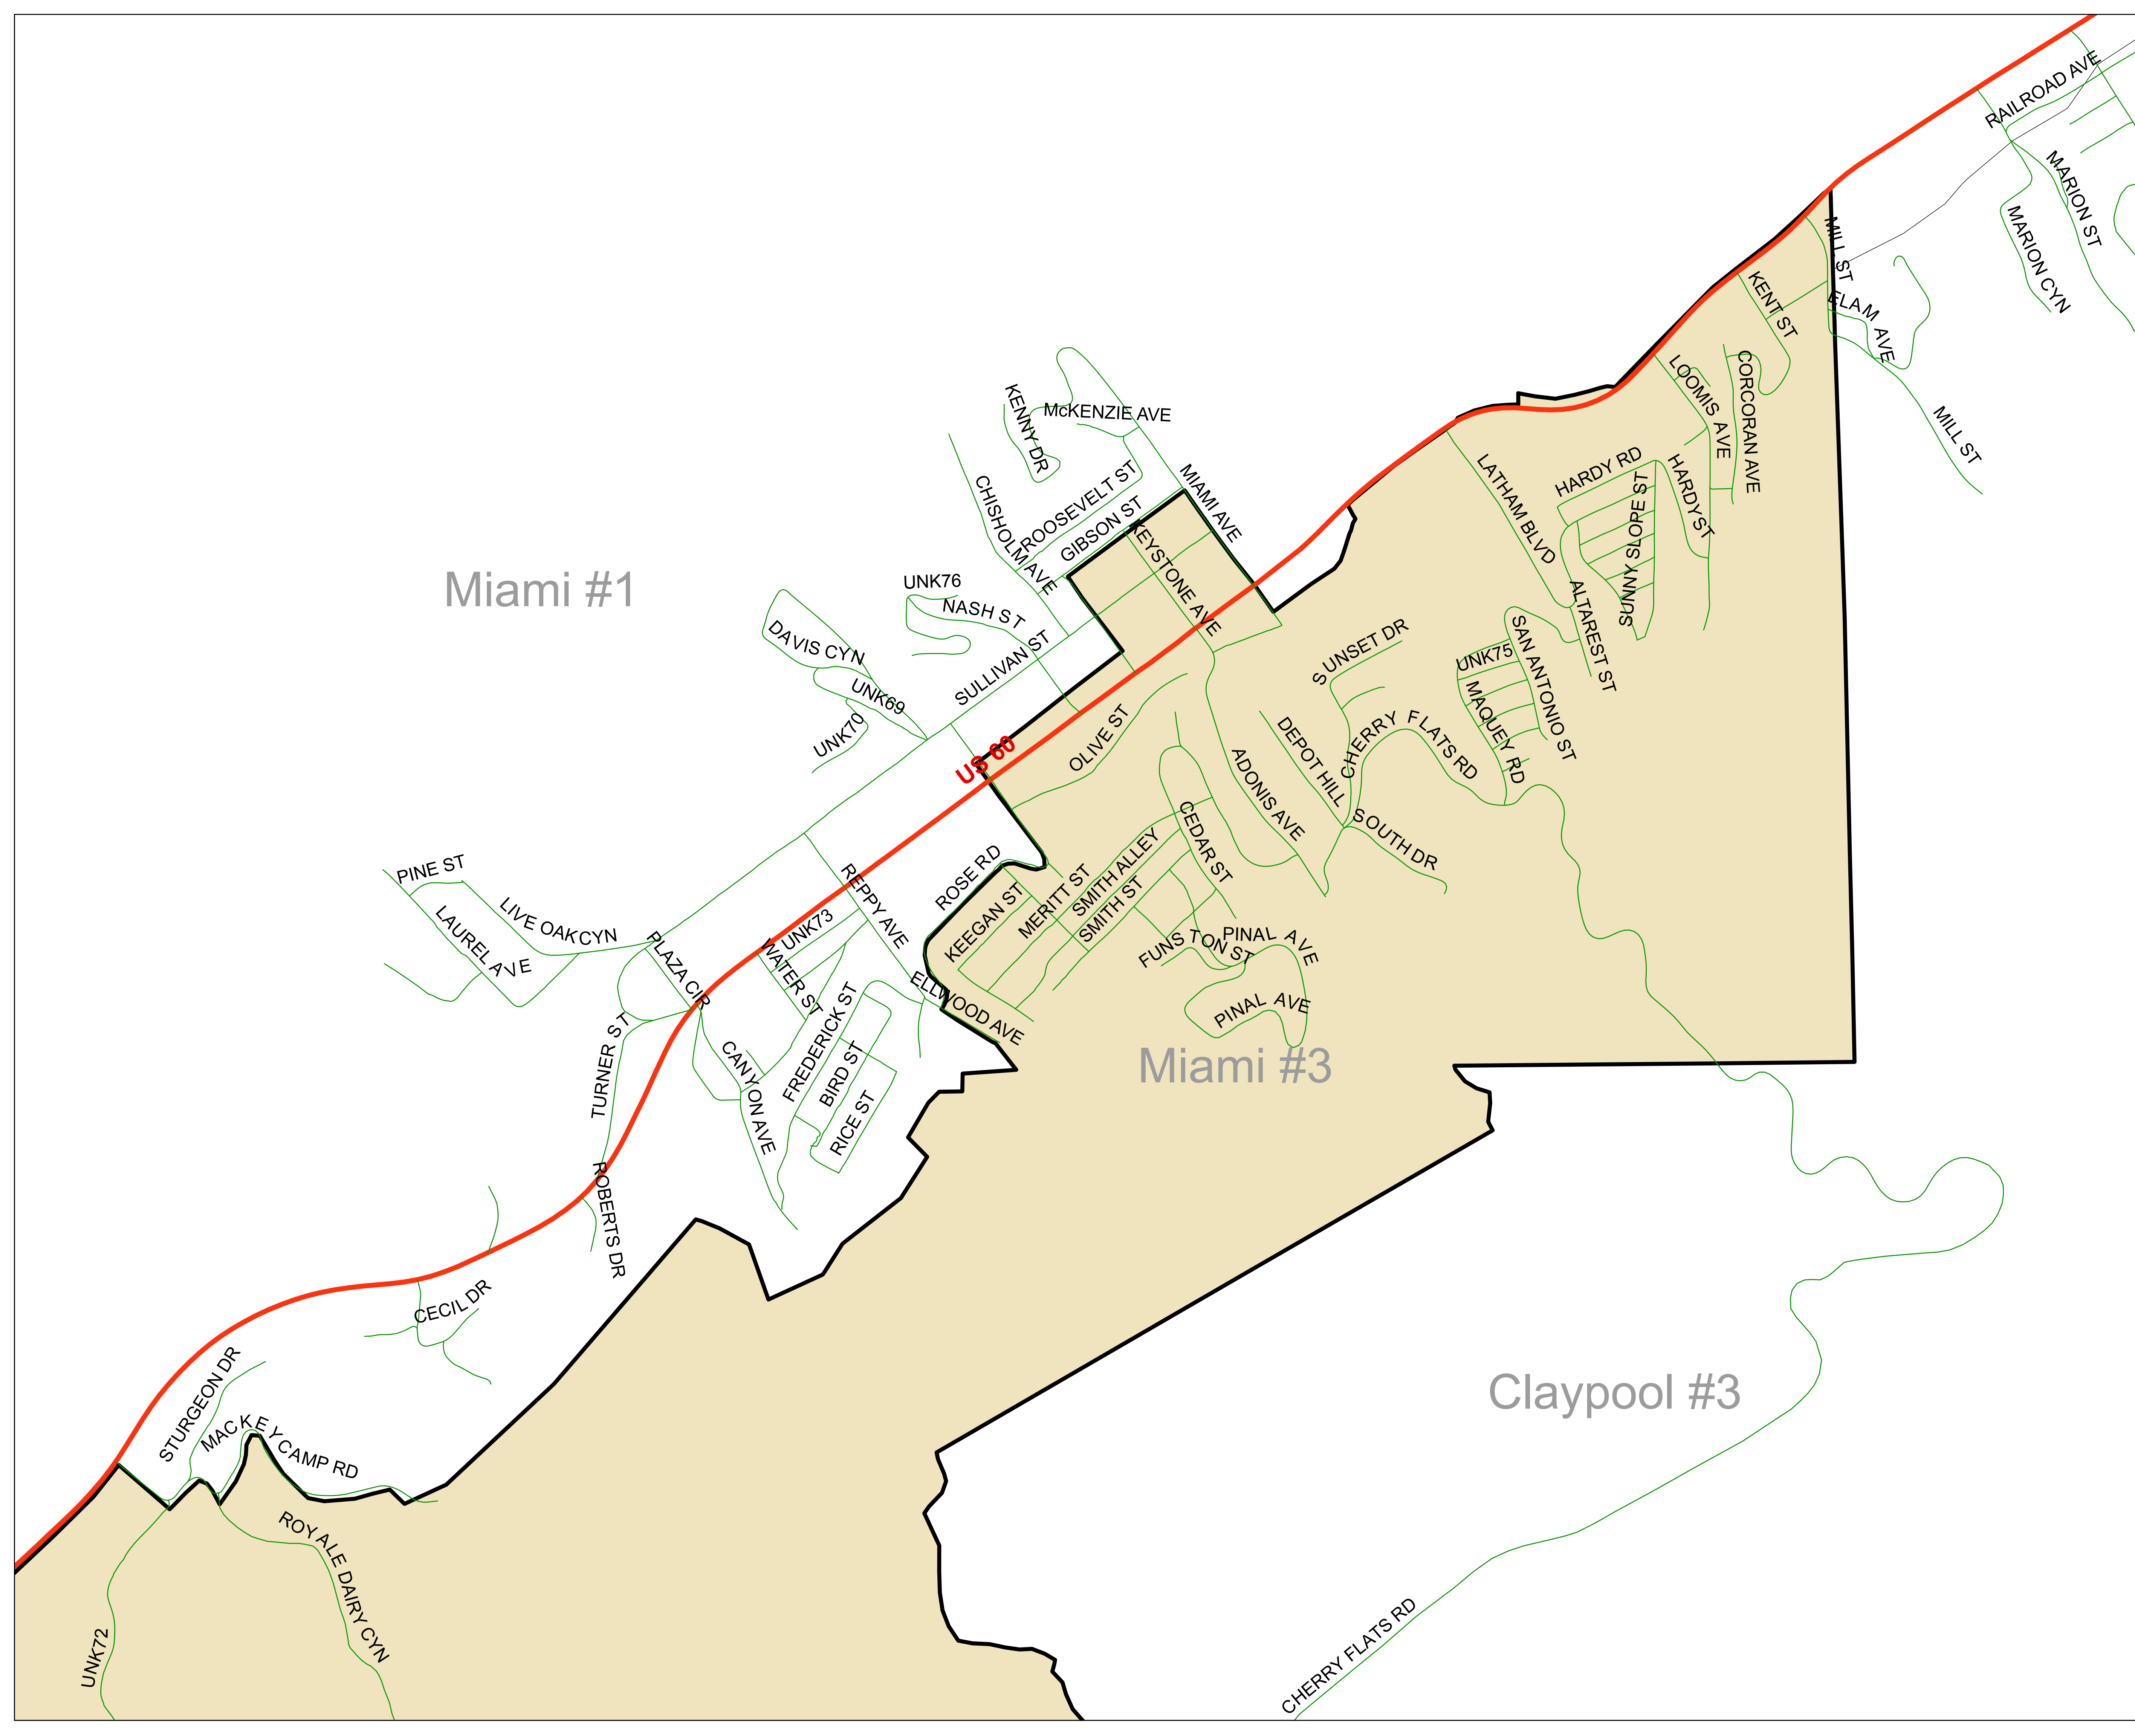 RAILROAD AVE
MARION ST
MARION CYN
MILL ST
ELAM AVE
KENT ST
MILL ST
LOOMIS AVE
CORCORAN AVE
KENNY DR
McKENZIE AVE
MIAMI AVE
ROOSEVELT ST
GIBSON ST
CHISHOLM AVE
KEYSTONE AVE
LATHAM BLVD
HARDY RD
HARDY ST
SUNNY SLOPE ST
ALTAREST ST
Miami #1
UNK76
NASH ST
DAVIS CYN
SULLIVAN ST
UNK69
UNK70
SUNSET DR
UNK75
SAN ANTONIO ST
MAQUEY RD
US 60
OLIVE ST
ADONIS AVE
DEPOT HILL
CHERRY FLATS RD
SOUTH DR
PINE ST
LIVE OAK CYN
LAUREL AVE
PLAZA CIR
REPPY AVE
ROSE RD
KEEGAN ST
MERITT ST
SMITH ALLEY
SMITH ST
CEDAR ST
UNK73
WATER ST
FUNSTON ST
PINAL AVE
PINAL AVE
ELLWOOD AVE
TURNER ST
CANYON AVE
FREDERICK ST
BIRD ST
RICE ST
Miami #3
ROBERTS DR
CECIL DR
STURGEON DR
MACKEY CAMP RD
Claypool #3
ROYALE DAIRY CYN
UNK72
CHERRY FLATS RD